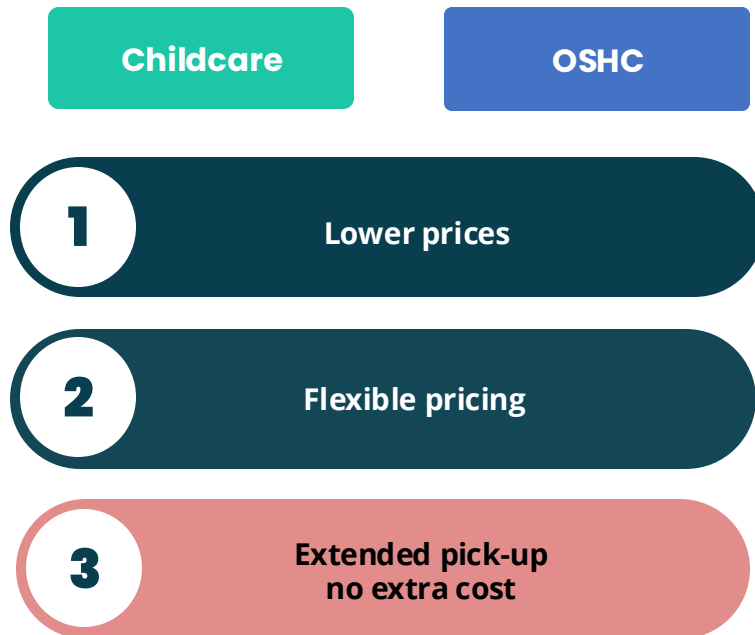 Childcare
OSHC
1
Lower prices
2
Flexible pricing
3
Extended pick-up
no extra cost